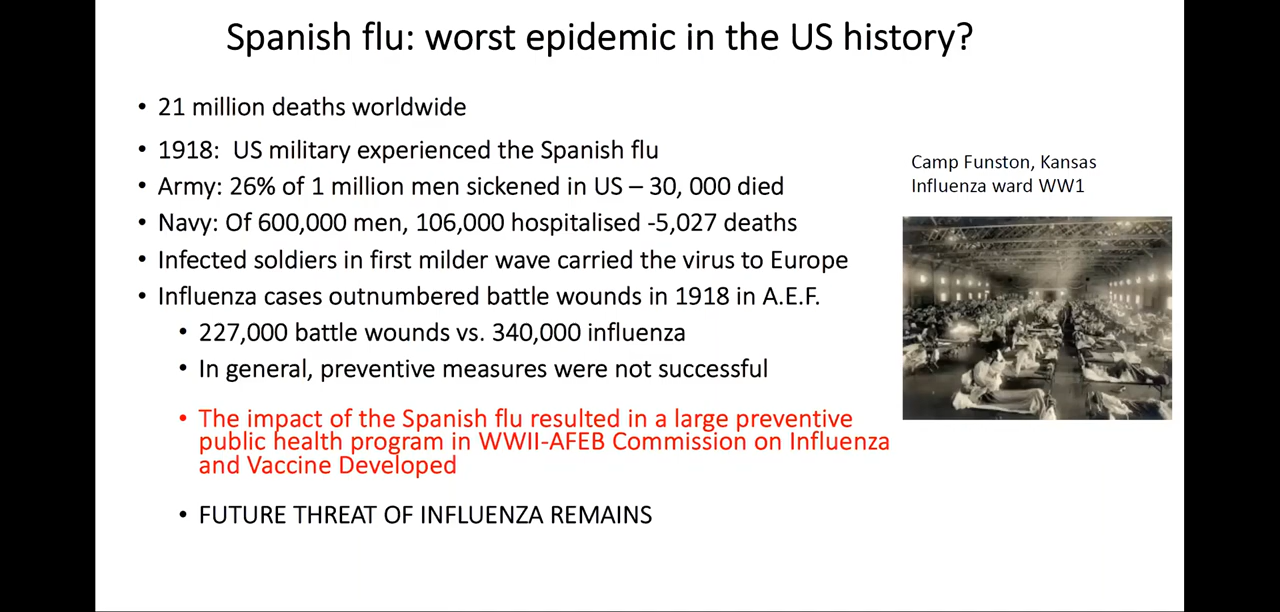 Spanish flu: worst epidemic in the US history?
• 21 million deaths worldwide
• 1918:  US military experienced the Spanish flu
• Army: 26% of 1 million men sickened in US – 30, 000 died
• Navy: Of 600,000 men, 106,000 hospitalised -5,027 deaths
• Infected soldiers in first milder wave carried the virus to Europe
• Influenza cases outnumbered battle wounds in 1918 in A.E.F.
• 227,000 battle wounds vs. 340,000 influenza
• In general, preventive measures were not successful
• The impact of the Spanish flu resulted in a large preventive
public health program in WWII-AFEB Commission on Influenza
and Vaccine Developed
• FUTURE THREAT OF INFLUENZA REMAINS
Camp Funston, Kansas
Influenza ward WW1